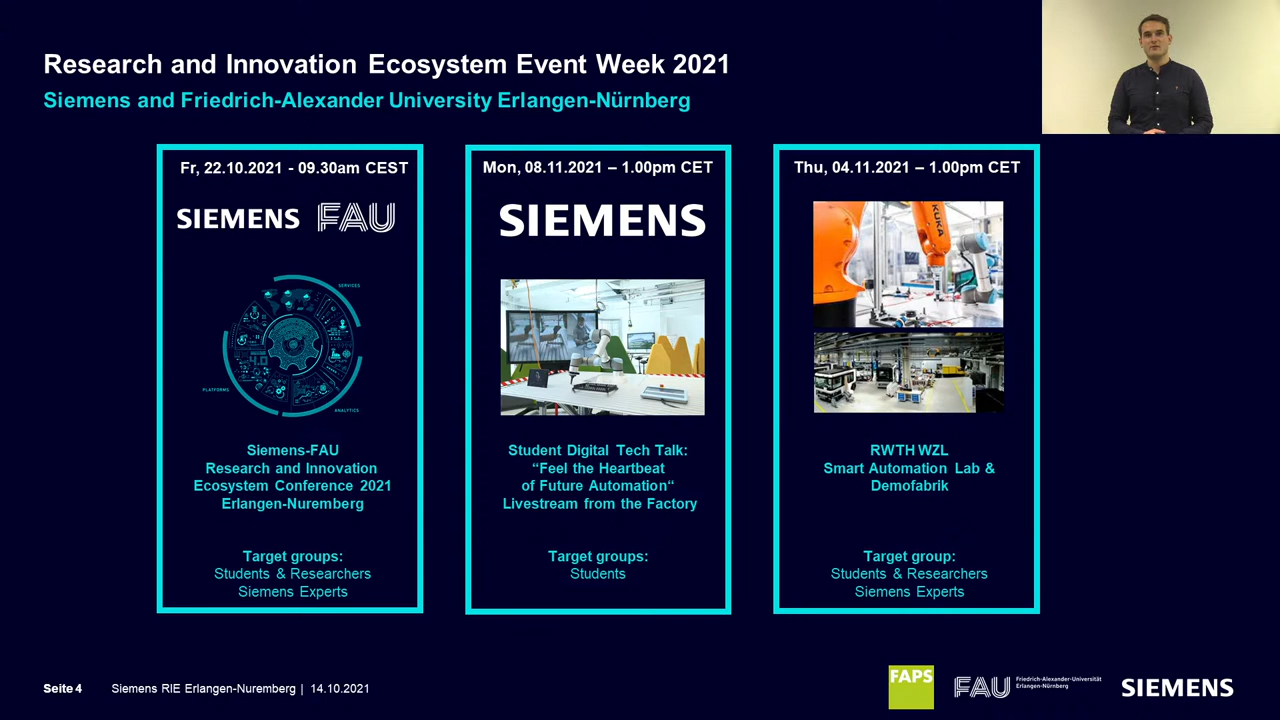 Research and Innovation Ecosystem Event Week 2021
Siemens and Friedrich-Alexander University Erlangen-Nürnberg
Fr, 22.10.2021 - 09.30am CEST
SIEMENS FAU
SERVICES
4.0
PLATFORMS
ANALYTICS
Siemens-FAU
Research and Innovation
Ecosystem Conference 2021
Erlangen-Nuremberg
Target groups:
Students & Researchers
Siemens Experts
Mon, 08.11.2021 – 1.00pm CET
SIEMENS
Student Digital Tech Talk:
“Feel the Heartbeat
of Future Automation“
Livestream from the Factory
Target groups:
Students
Thu, 04.11.2021 – 1.00pm CET
KUKA
RWTH WZL
Smart Automation Lab &
Demofabrik
Target group:
Students & Researchers
Siemens Experts
Seite 4 Siemens RIE Erlangen-Nuremberg | 14.10.2021
FAPS
FAU
Friedrich-Alexander-Universität
Erlangen-Nürnberg
SIEMENS